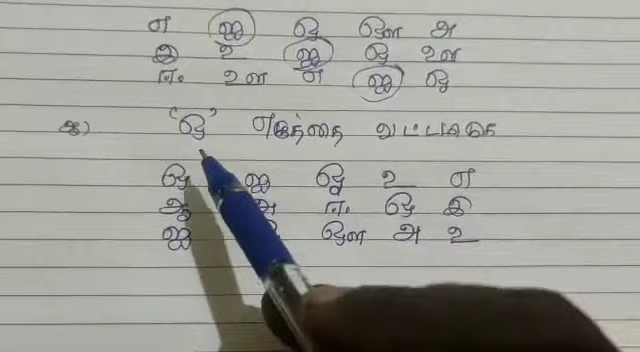 எ ஐ ஒ ஔ அ
இ உ ஐ ஒ ஊ
ஈ ஊ எ ஐ ஒ
'ஒ' எழுத்தை வட்டமிடுக
ஒ ஐ ஓ உ எ
ஆ அ ஈ ஒ இ
ஐ ஔ அ உ